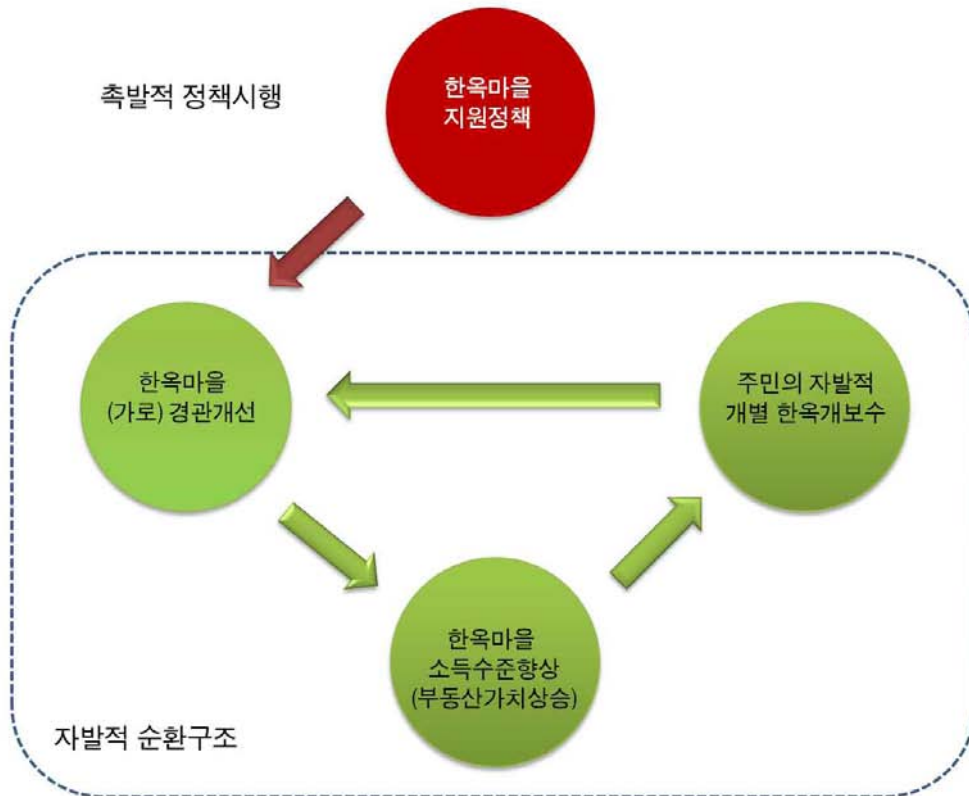 촉발적 정책시행
한옥마을
지원정책
한옥마을
(가로) 경관개선
주민의 자발적
개별 한옥개보수
한옥마을
소득수준향상
(부동산가치상승)
자발적 순환구조